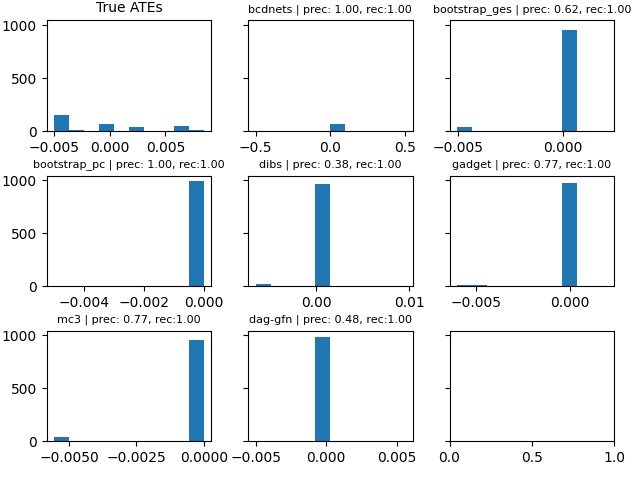 True ATEs
bcdnets | prec: 1.00, rec:1.00
bootstrap_ges | prec: 0.62, rec:1.00
1000
500
0
−0.005 0.000 0.005
−0.5 0.0 0.5
−0.005 0.000
bootstrap_pc | prec: 1.00, rec:1.00
dibs | prec: 0.38, rec:1.00
gadget | prec: 0.77, rec:1.00
1000
500
0
−0.004 −0.002 0.000
0.00 0.01
−0.005 0.000
mc3 | prec: 0.77, rec:1.00
dag-gfn | prec: 0.48, rec:1.00
1000
500
0
−0.0050 −0.0025 0.0000
−0.005 0.000 0.005
0.0 0.5 1.0